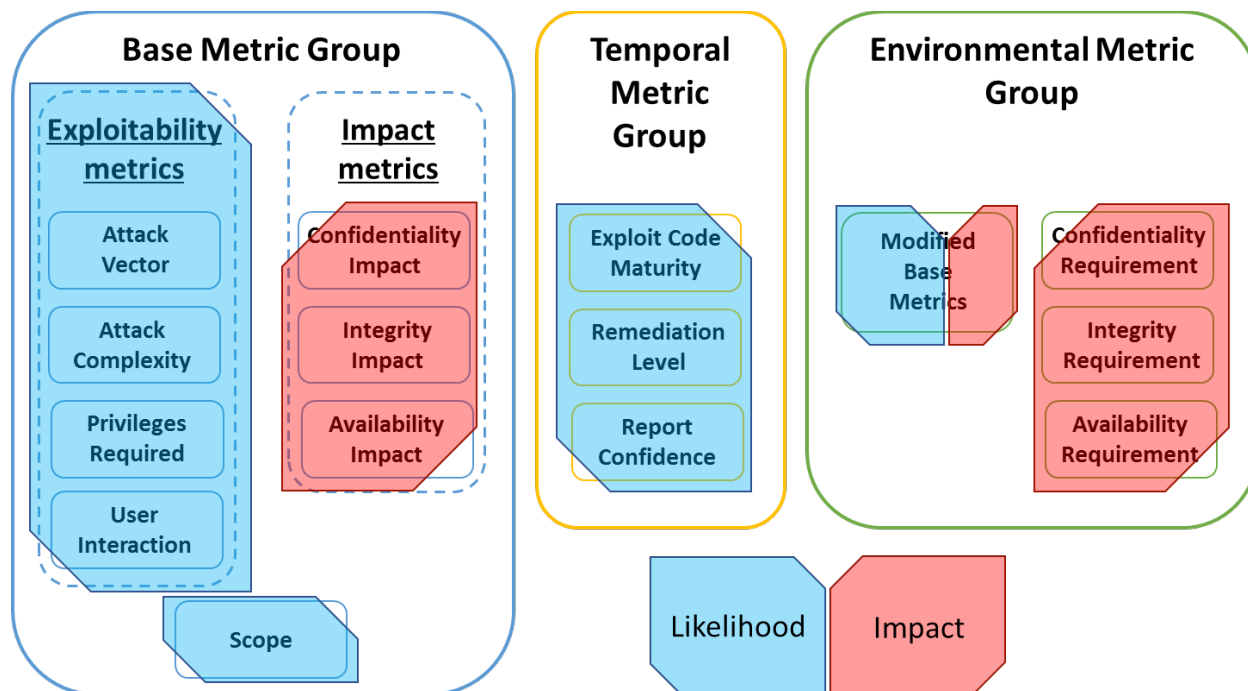 Base Metric Group
Exploitability
metrics
Attack
Vector
Attack
Complexity
Privileges
Required
User
Interaction
Impact
metrics
Confidentiality
Impact
Integrity
Impact
Availability
Impact
Scope
Temporal
Metric
Group
Exploit Code
Maturity
Remediation
Level
Report
Confidence
Environmental Metric
Group
Modified
Base
Metrics
Confidentiality
Requirement
Integrity
Requirement
Availability
Requirement
Likelihood
Impact